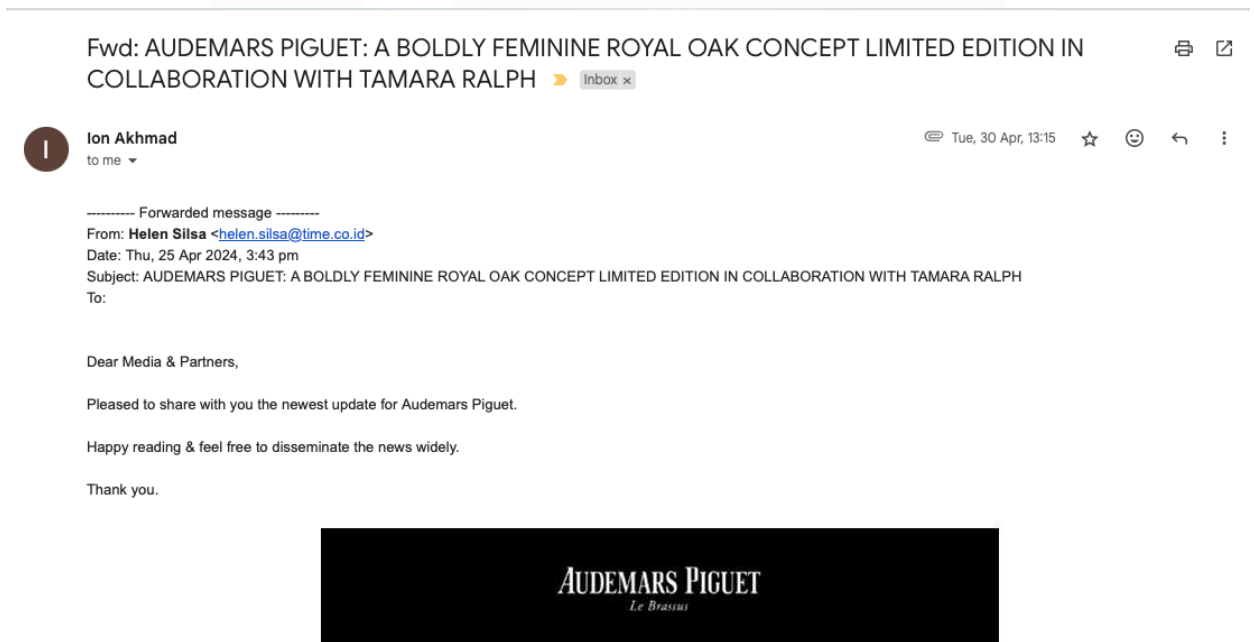 Fwd: AUDEMARS PIGUET: A BOLDLY FEMININE ROYAL OAK CONCEPT LIMITED EDITION IN
COLLABORATION WITH TAMARA RALPH Inbox ×
I
Ion Akhmad
Tue, 30 Apr, 13:15
to me
---------- Forwarded message ---------
From: Helen Silsa <helen.silsa@time.co.id>
Date: Thu, 25 Apr 2024, 3:43 pm
Subject: AUDEMARS PIGUET: A BOLDLY FEMININE ROYAL OAK CONCEPT LIMITED EDITION IN COLLABORATION WITH TAMARA RALPH
To:
Dear Media & Partners,
Pleased to share with you the newest update for Audemars Piguet.
Happy reading & feel free to disseminate the news widely.
Thank you.
AUDEMARS PIGUET
Le Brassus